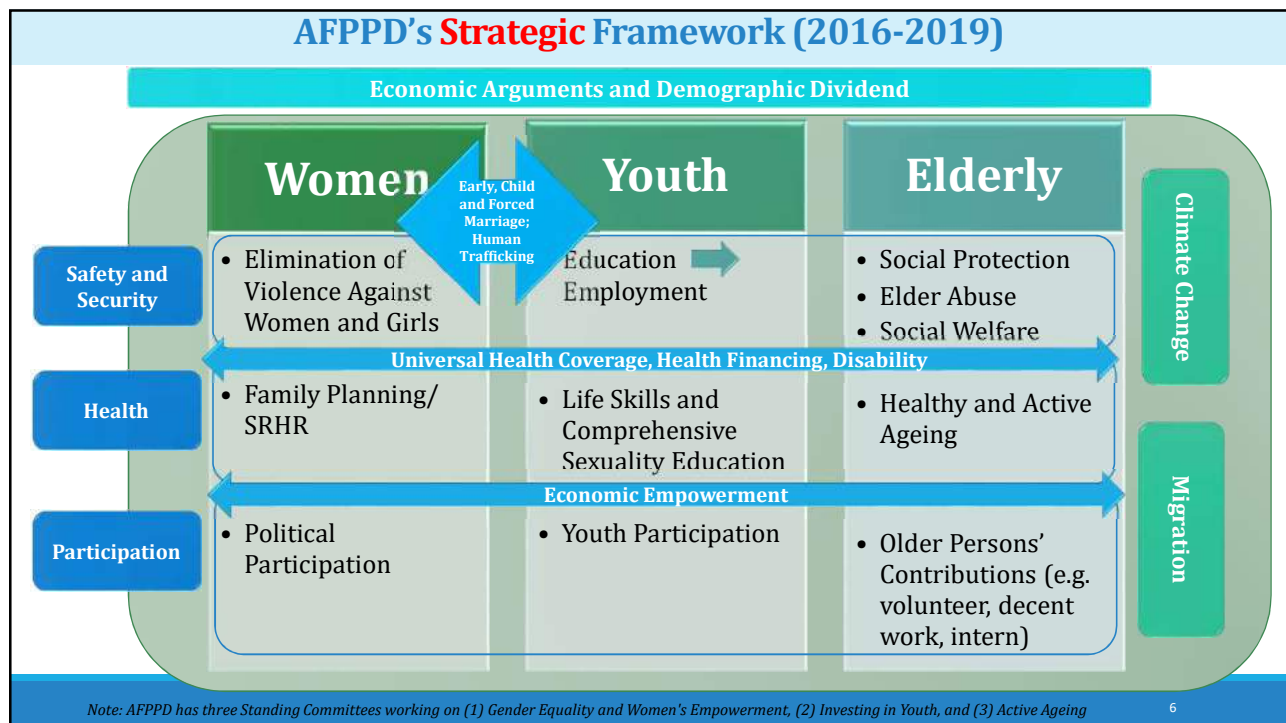 AFPPD's Strategic Framework (2016-2019)
Economic Arguments and Demographic Dividend
Women
Youth
Elderly
Early, Child
and Forced
Marriage;
Human
Trafficking
Climate Change
Migration
Safety and
Security
• Elimination of
Violence Against
Women and Girls
Education
Employment
• Social Protection
• Elder Abuse
• Social Welfare
Universal Health Coverage, Health Financing, Disability
Health
• Family Planning/
SRHR
• Life Skills and
Comprehensive
Sexuality Education
• Healthy and Active
Ageing
Economic Empowerment
Participation
• Political
Participation
• Youth Participation
• Older Persons'
Contributions (e.g.
volunteer, decent
work, intern)
Note: AFPPD has three Standing Committees working on (1) Gender Equality and Women's Empowerment, (2) Investing in Youth, and (3) Active Ageing
6